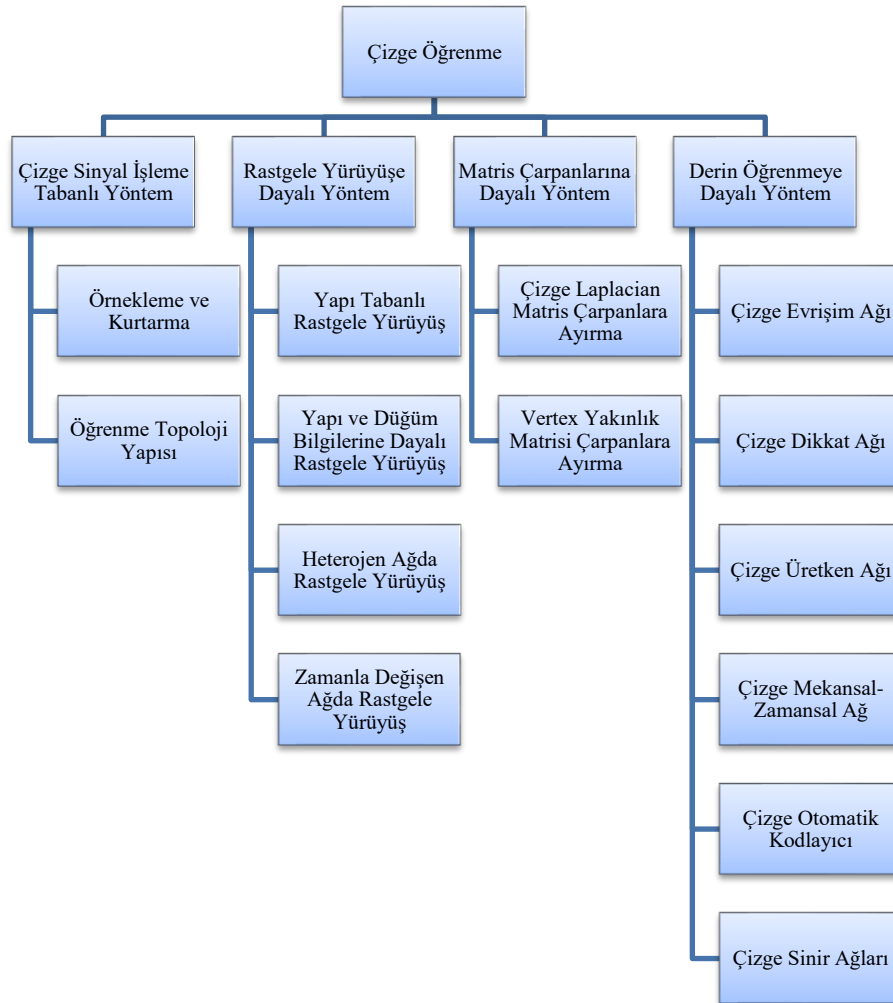 Çizge Öğrenme
Çizge Sinyal İşleme
Tabanlı Yöntem
Örnekleme ve
Kurtarma
Öğrenme Topoloji
Yapısı
Rastgele Yürüyüşe
Dayalı Yöntem
Yapı Tabanlı
Rastgele Yürüyüş
Yapı ve Düğüm
Bilgilerine Dayalı
Rastgele Yürüyüş
Heterojen Ağda
Rastgele Yürüyüş
Zamanla Değişen
Ağda Rastgele
Yürüyüş
Matris Çarpanlarına
Dayalı Yöntem
Çizge Laplacian
Matris Çarpanlara
Ayırma
Vertex Yakınlık
Matrisi Çarpanlara
Ayırma
Derin Öğrenmeye
Dayalı Yöntem
Çizge Evrişim Ağı
Çizge Dikkat Ağı
Çizge Üretken Ağı
Çizge Mekansal-
Zamansal Ağ
Çizge Otomatik
Kodlayıcı
Çizge Sinir Ağları